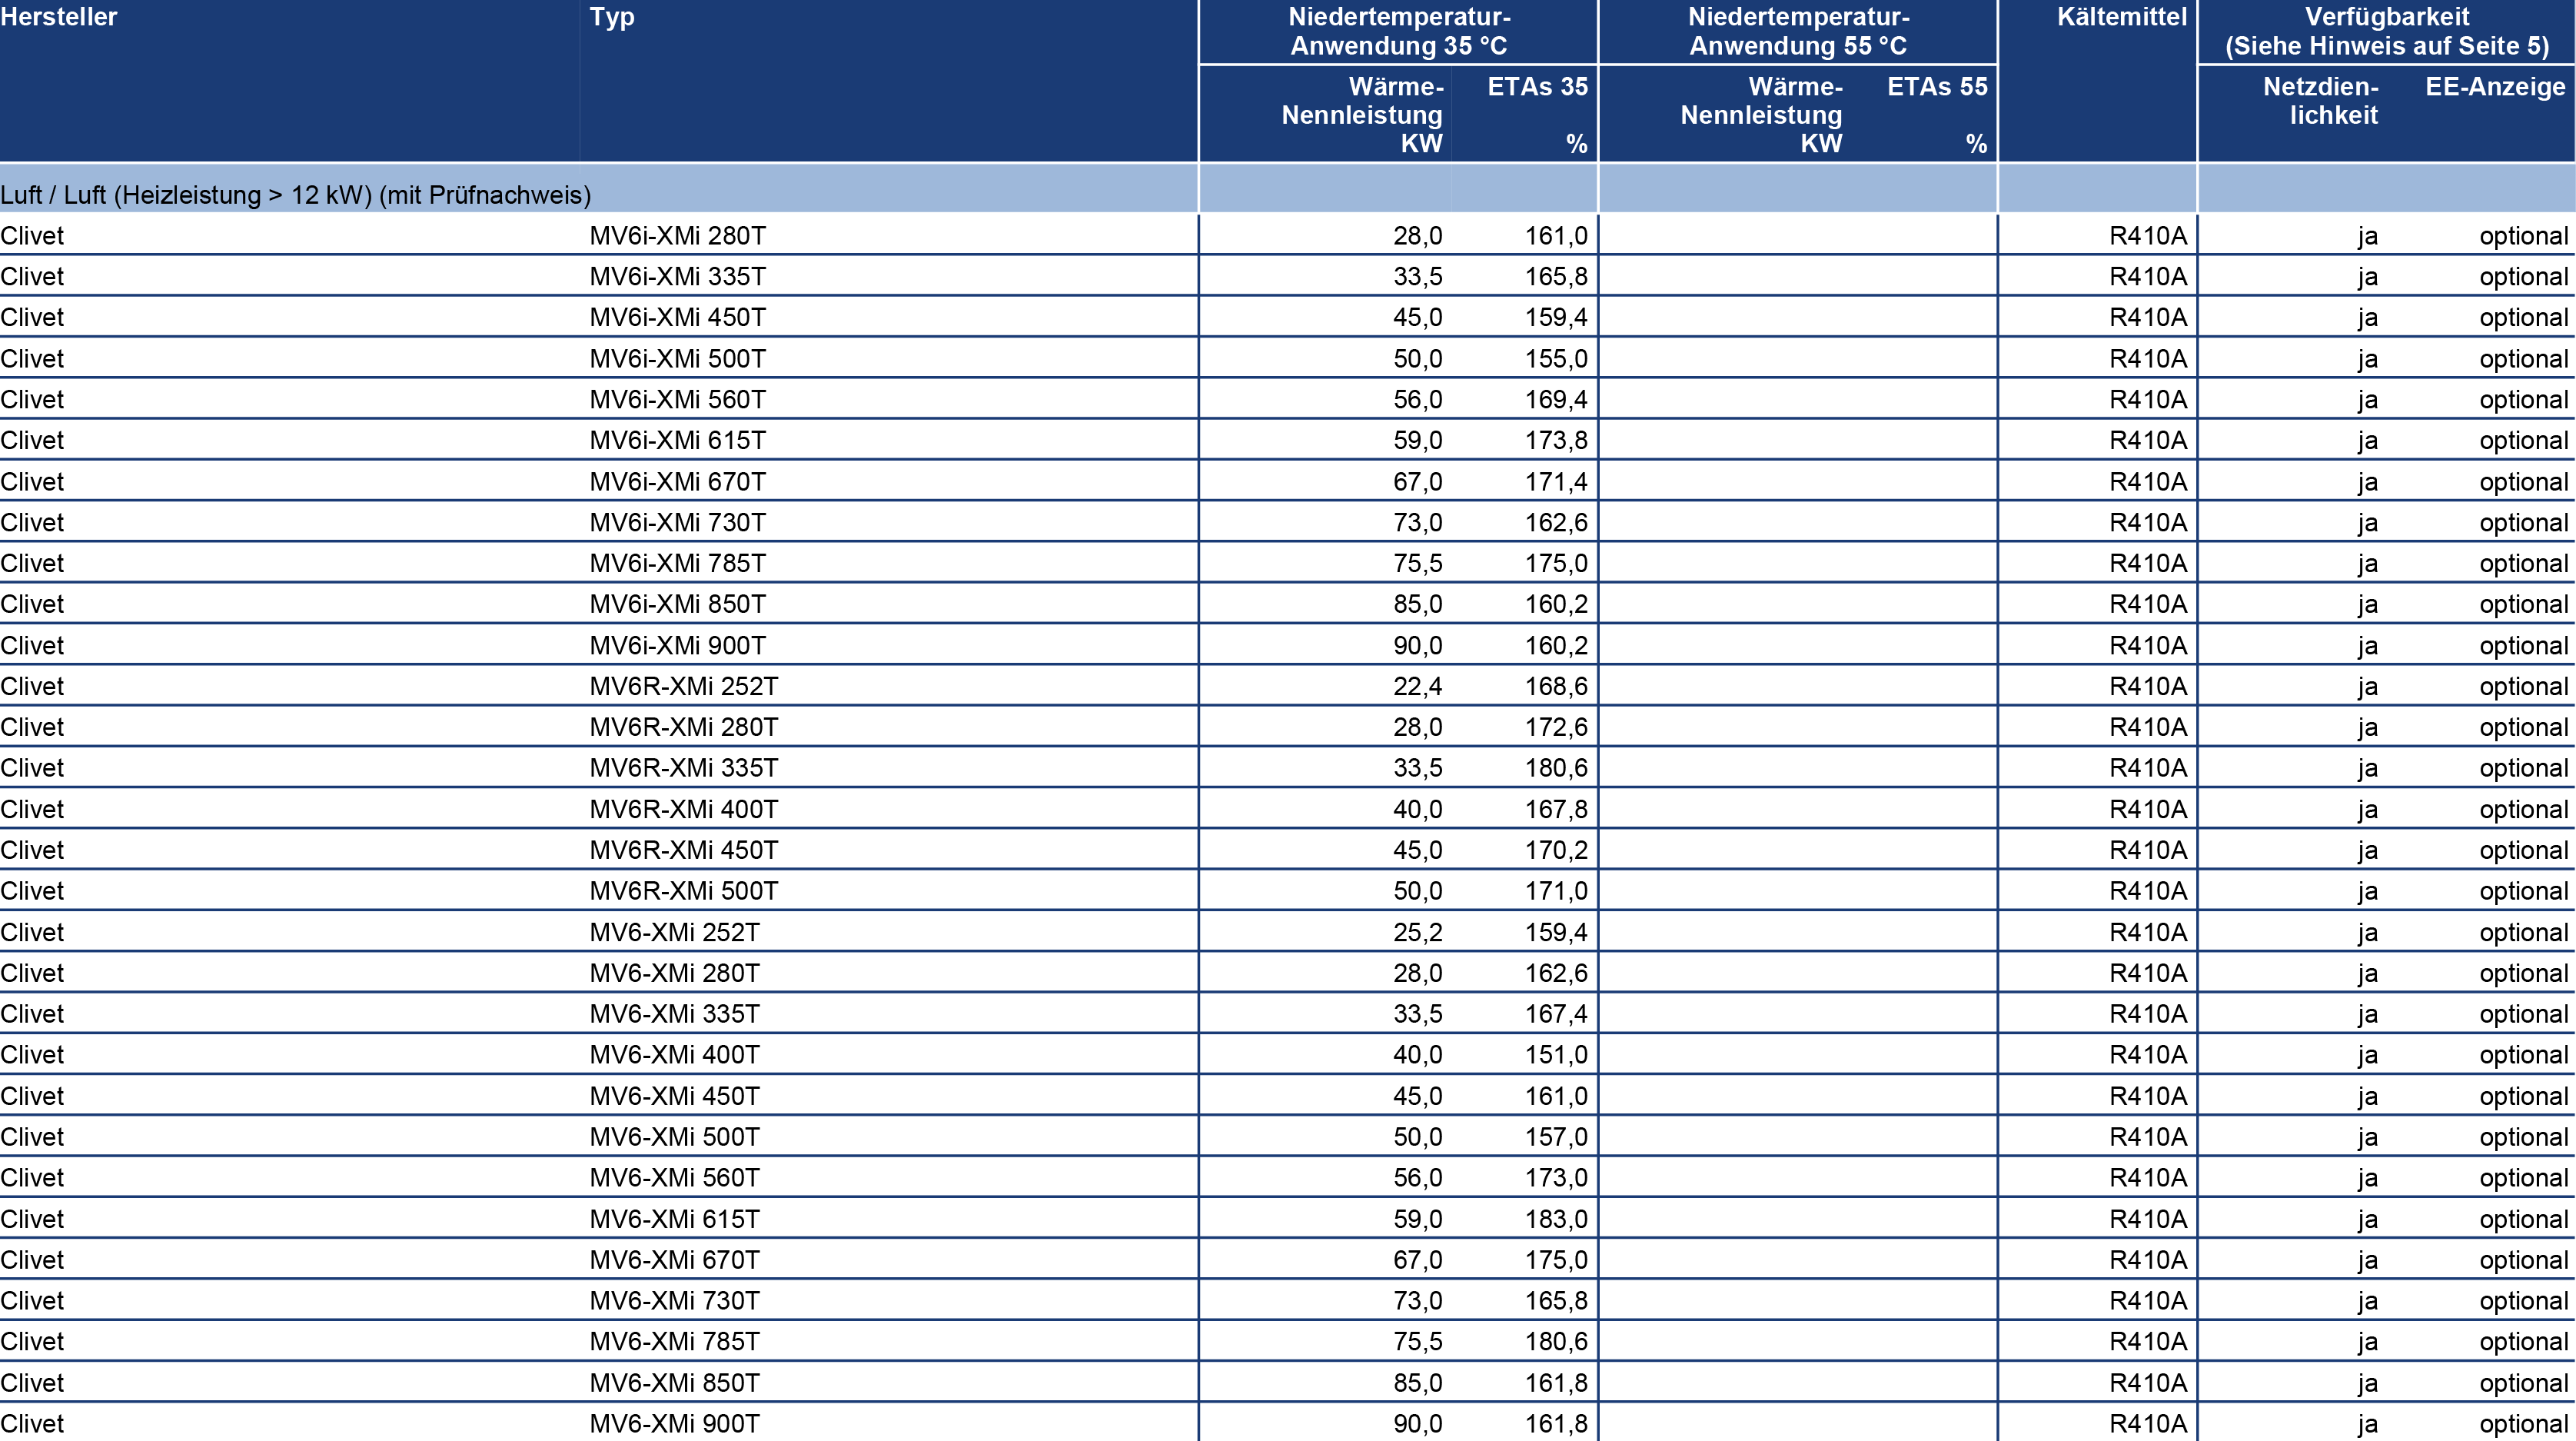 Hersteller Typ Niedertemperatur- Niedertemperatur- Kältemittel Verfügbarkeit
Anwendung 35 °C Anwendung 55 °C (Siehe Hinweis auf Seite 5)
Wärme- ETAs 35 Wärme- ETAs 55 Netzdien- EE-Anzeige
Nennleistung Nennleistung lichkeit
KW % KW %
Luft / Luft (Heizleistung > 12 kW) (mit Prüfnachweis)
Clivet MV6i-XMi 280T 28,0 161,0 R410A ja optional
Clivet MV6i-XMi 335T 33,5 165,8 R410A ja optional
Clivet MV6i-XMi 450T 45,0 159,4 R410A ja optional
Clivet MV6i-XMi 500T 50,0 155,0 R410A ja optional
Clivet MV6i-XMi 560T 56,0 169,4 R410A ja optional
Clivet MV6i-XMi 615T 59,0 173,8 R410A ja optional
Clivet MV6i-XMi 670T 67,0 171,4 R410A ja optional
Clivet MV6i-XMi 730T 73,0 162,6 R410A ja optional
Clivet MV6i-XMi 785T 75,5 175,0 R410A ja optional
Clivet MV6i-XMi 850T 85,0 160,2 R410A ja optional
Clivet MV6i-XMi 900T 90,0 160,2 R410A ja optional
Clivet MV6R-XMi 252T 22,4 168,6 R410A ja optional
Clivet MV6R-XMi 280T 28,0 172,6 R410A ja optional
Clivet MV6R-XMi 335T 33,5 180,6 R410A ja optional
Clivet MV6R-XMi 400T 40,0 167,8 R410A ja optional
Clivet MV6R-XMi 450T 45,0 170,2 R410A ja optional
Clivet MV6R-XMi 500T 50,0 171,0 R410A ja optional
Clivet MV6-XMi 252T 25,2 159,4 R410A ja optional
Clivet MV6-XMi 280T 28,0 162,6 R410A ja optional
Clivet MV6-XMi 335T 33,5 167,4 R410A ja optional
Clivet MV6-XMi 400T 40,0 151,0 R410A ja optional
Clivet MV6-XMi 450T 45,0 161,0 R410A ja optional
Clivet MV6-XMi 500T 50,0 157,0 R410A ja optional
Clivet MV6-XMi 560T 56,0 173,0 R410A ja optional
Clivet MV6-XMi 615T 59,0 183,0 R410A ja optional
Clivet MV6-XMi 670T 67,0 175,0 R410A ja optional
Clivet MV6-XMi 730T 73,0 165,8 R410A ja optional
Clivet MV6-XMi 785T 75,5 180,6 R410A ja optional
Clivet MV6-XMi 850T 85,0 161,8 R410A ja optional
Clivet MV6-XMi 900T 90,0 161,8 R410A ja optional